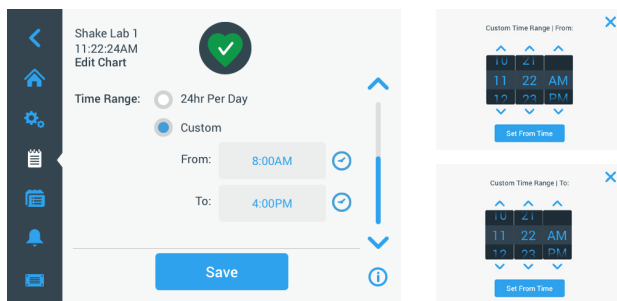 Shake Lab 1
11:22:24AM
Edit Chart
Time Range:
24hr Per Day
Custom
From: 8:00AM
To: 4:00PM
Save
Custom Time Range | From:
10 21
11 22 AM
12 23 PM
Set From Time
Custom Time Range | To:
10 21
11 22 AM
12 23 PM
Set From Time